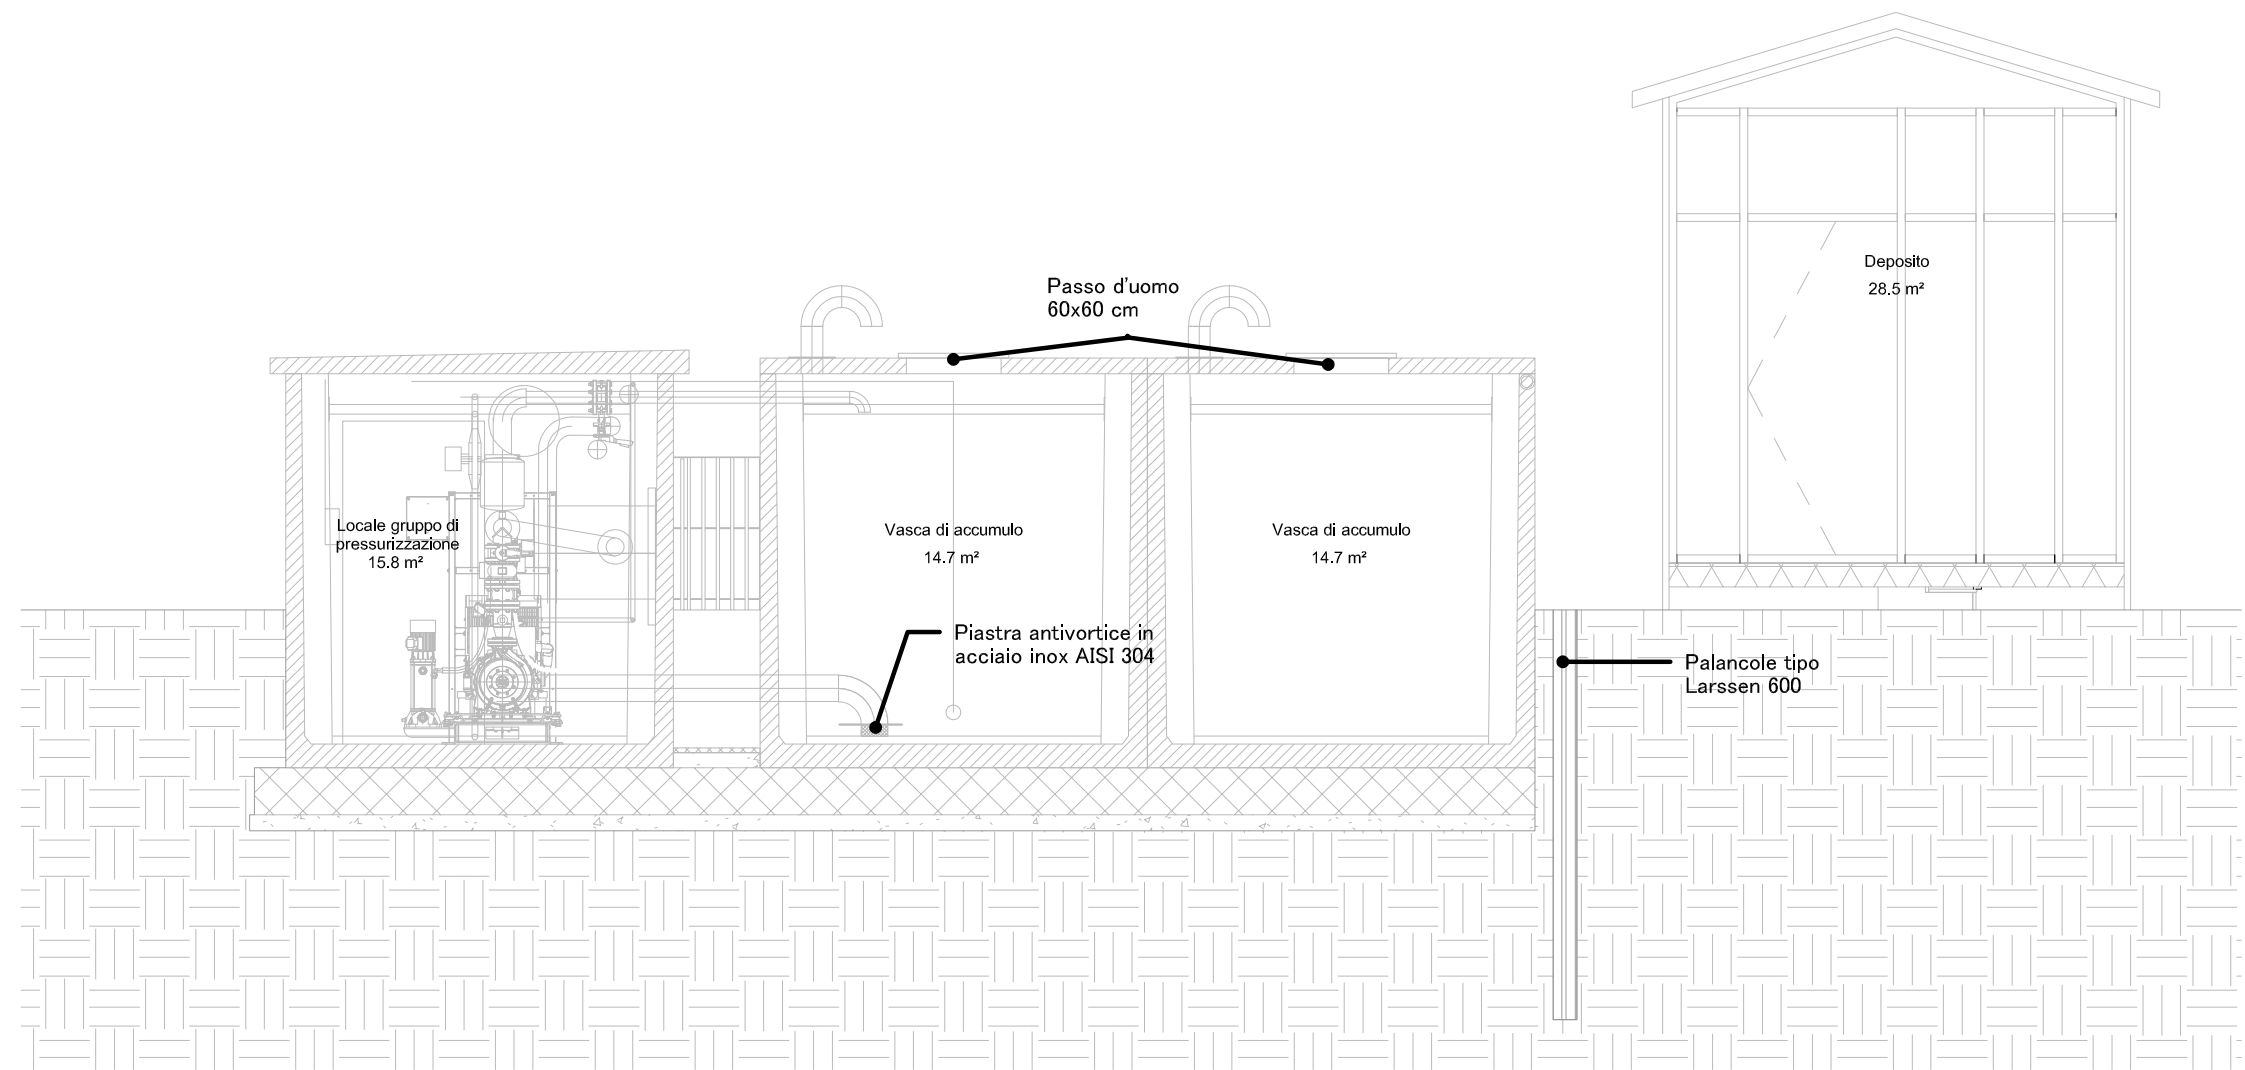 Deposito
28.5 m²
Passo d'uomo
60x60 cm
Locale gruppo di
pressurizzazione
15.8 m²
Vasca di accumulo
14.7 m²
Vasca di accumulo
14.7 m²
Piastra antivortice in
acciaio inox AISI 304
Palancole tipo
Larssen 600